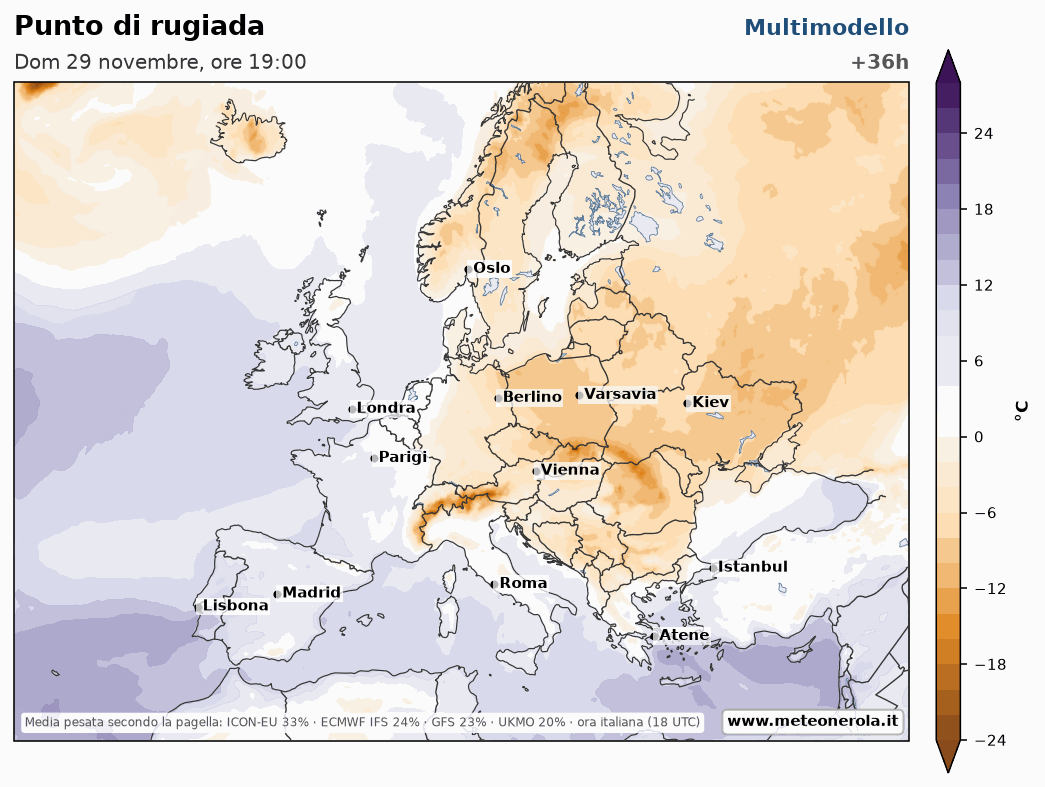 Punto di rugiada
Multimodello
Dom 29 novembre, ore 19:00
+36h
24
18
12
6
0
−6
−12
−18
−24
°C
Oslo
Berlino
Varsavia
Kiev
Londra
Parigi
Vienna
Istanbul
Roma
Madrid
Lisbona
Atene
Media pesata secondo la pagella: ICON-EU 33% · ECMWF IFS 24% · GFS 23% · UKMO 20% · ora italiana (18 UTC)
www.meteonerola.it